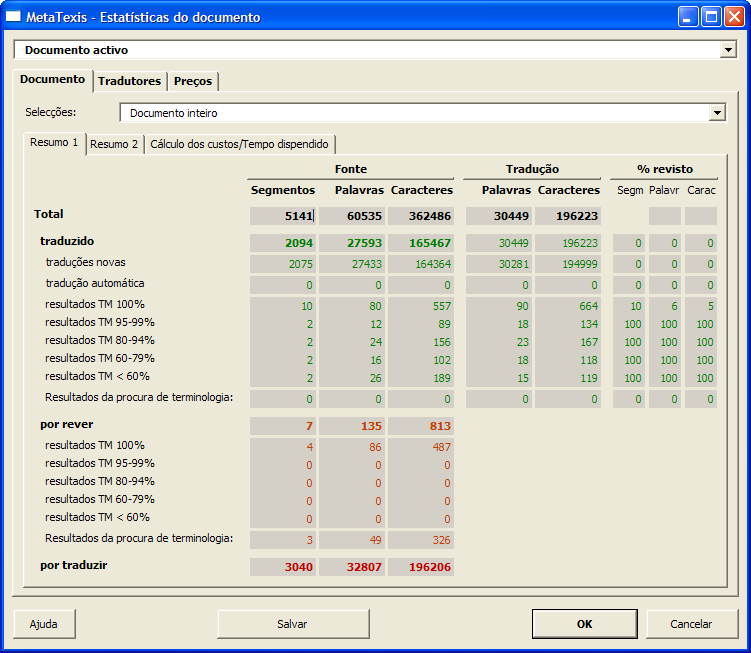 MetaTexis - Estatísticas do documento
Documento activo
Documento Tradutores Preços
Selecções: Documento inteiro
Resumo 1 Resumo 2 Cálculo dos custos/Tempo dispendido
Fonte Tradução % revisto
Segmentos Palavras Caracteres Palavras Caracteres Segm Palavr Carac
Total 5141 60535 362486 30449 196223
traduzido 2094 27593 165467 30449 196223 0 0 0
traduções novas 2075 27433 164364 30281 194999 0 0 0
tradução automática 0 0 0 0 0 0 0 0
resultados TM 100% 10 80 557 90 664 10 6 5
resultados TM 95-99% 2 12 89 18 134 100 100 100
resultados TM 80-94% 2 24 156 23 167 100 100 100
resultados TM 60-79% 2 16 102 18 118 100 100 100
resultados TM < 60% 2 26 189 15 119 100 100 100
Resultados da procura de terminologia: 0 0 0 0 0 0 0 0
por rever 7 135 813
resultados TM 100% 4 86 487
resultados TM 95-99% 0 0 0
resultados TM 80-94% 0 0 0
resultados TM 60-79% 0 0 0
resultados TM < 60% 0 0 0
Resultados da procura de terminologia: 3 49 326
por traduzir 3040 32807 196206
Ajuda Salvar OK Cancelar